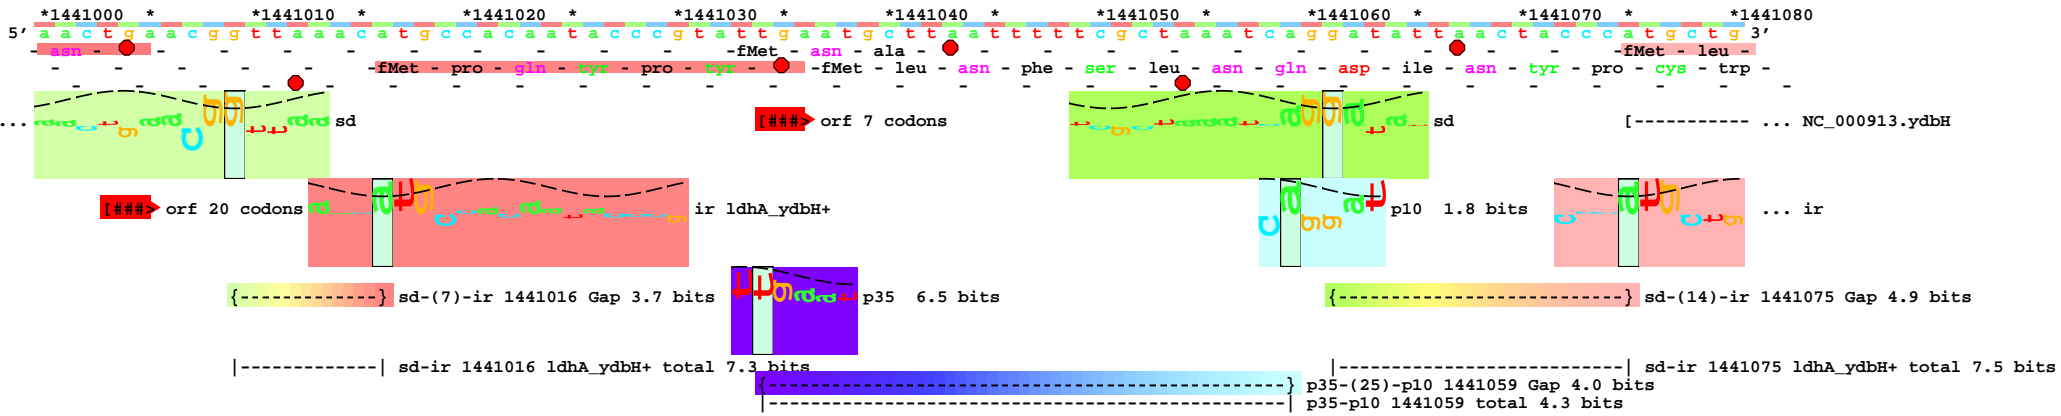 *1441000 * *1441010 * *1441020 * *1441030 * *1441040 * *1441050 * *1441060 * *1441070 * *1441080
5' a a c t g a a c g g t t a a a c a t g c c a c a a t a c c c g t a t t g a a t g c t t a a t t t t t c g c t a a a t c a g g a t a t t a a c t a c c c a t g c t g 3'
- asn - - - - - - - - - - -fMet - asn - ala - - - - - - - - - - - - -fMet - leu -
- - - - - -fMet - pro - gln - tyr - pro - tyr - -fMet - leu - asn - phe - ser - leu - asn - gln - asp - ile - asn - tyr - pro - cys - trp -
- - - - - - - - - - - - - - - - - - - - - - - - - - -
... a a c t g a a c g g t t a a sd
[###> orf 7 codons
sd
[----------- ... NC_000913.ydbH
[###> orf 20 codons
ir ldhA_ydbH+
p10 1.8 bits
... ir
{-------------} sd-(7)-ir 1441016 Gap 3.7 bits
p35 6.5 bits
{---------------------------} sd-(14)-ir 1441075 Gap 4.9 bits
|-------------| sd-ir 1441016 ldhA_ydbH+ total 7.3 bits
|---------------------------| sd-ir 1441075 ldhA_ydbH+ total 7.5 bits
{-------------------------------------------------} p35-(25)-p10 1441059 Gap 4.0 bits
|-------------------------------------------------| p35-p10 1441059 total 4.3 bits